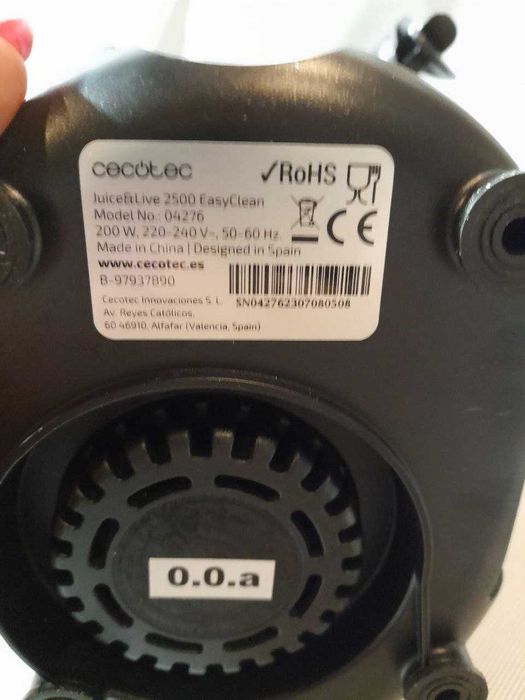 cecotec
✓RoHS
Juice&Live 2500 EasyClean
Model No.: 04276
200 W, 220-240 V~, 50-60 Hz
CE
Made in China | Designed in Spain
www.cecotec.es
B-97937890
SN042762307080508
Cecotec Innovaciones S. L.
Av. Reyes Católicos,
60 46910, Alfafar (Valencia, Spain)
0.0.a